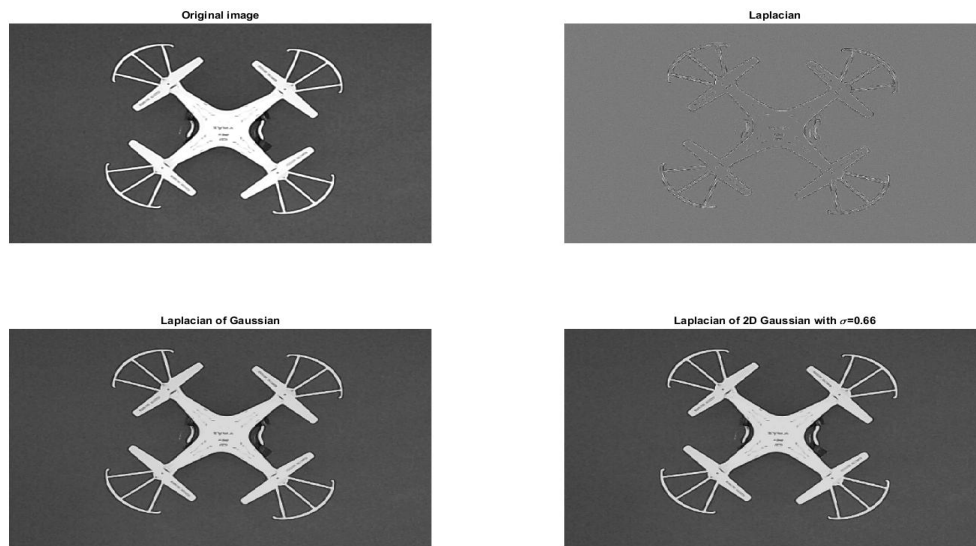 Original image
Laplacian
Laplacian of Gaussian
Laplacian of 2D Gaussian with σ=0.66